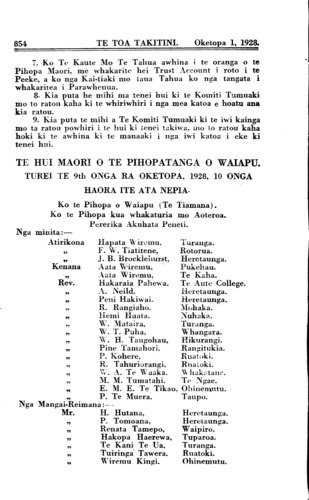 854 TE TOA TAKITINI. Oketopa 1, 1928.
7. Ko Te Kaute Mo Te Tahua awhina i te oranga o te
Pihopa Maori, me whakarite hei Trust Account i roto i te
Peeke, a ko nga Kai-tiaki mo taua Tahua ko nga tangata i
whakaritea i Parawhenua.
8. Kia puta he mihi ma tenei hui ki te Komiti Tumuaki
mo to ratou kaha ki te whiriwhiri i nga mea katoa e hoatu ana
kia ratou.
9. Kia puta te mihi a Te Komiti Tumuaki ki te iwi kainga
mo ta ratou powhiri i te hui ki tenei takiwa, mo to ratou kaha
hoki ki te awhina ki te manaaki i nga iwi katoa i eke ki
tenei hui.
TE HUI MAORI O TE PIHOPATANGA O WAIAPU.
TUREI TE 9th ONGA RA OKETOPA, 1928, 10 ONGA
HAORA ITE ATA NEPIA-
Ko te Pihopa o Waiapu (Te Tiamana).
Ko te Pihopa kua whakaturia mo Aoteroa.
Pererika Akuhata Peneti.
Nga minita:—
Atirikona Hapata Wiremu, Turanga.
„ F. W. Tiatitene, Rotorua.
„ J. B. Brocklehurst, Heretaunga.
Kenana Aata Wiremu, Pukehau.
„ Aata Wiremu, Te Kaha.
Rev. Hakaraia Pahewa, Te Aute College.
„ A. Neild. Heretaunga.
„ Peni Hakiwai. Heretaunga.
„ R. Rangiaho. Mohaka.
„ Hemi Huata. Nuhaka.
„ W. Mataira, Turanga.
„ W. T. Puha. Whangara.
„ W. H. Tangohau, Hikurangi.
„ Pine Tamahori. Rangitukia.
„ P. Kohere, Ruatoki.
„ R. Tahuriorangi. Ruatoki.
„ W. A. Te Waaka. Whakatane.
„ M. M. Tumatahi. Te Ngae.
„ E. M. E. Te Tikao, Ohinemutu.
„ P. Te Muera. Taupo.
Nga Mangai-Reimana:—
Mr. H. Hutana, Heretaunga.
„ P. Tomoana, Heretaunga.
„ Renata Tamepo, Waipiro.
„ Hakopa Haerewa, Tuparoa.
„ Te Kani Te Ua, Turanga.
„ Tuiringa Tawera. Ruatoki.
„ Wiremu Kingi. Ohinemutu.